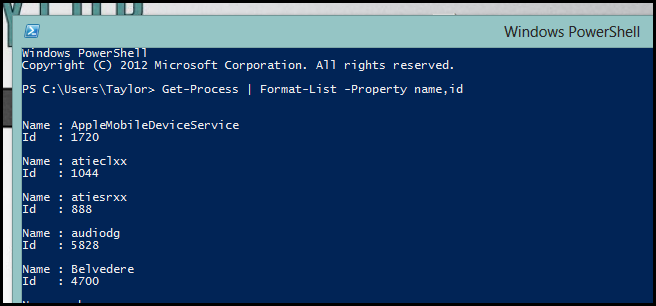 Windows PowerShell
Windows PowerShell
Copyright (C) 2012 Microsoft Corporation. All rights reserved.
PS C:\Users\Taylor> Get-Process | Format-List -Property name,id
Name : AppleMobileDeviceService
Id : 1720
Name : atieclxx
Id : 1044
Name : atiesrxx
Id : 888
Name : audiodg
Id : 5828
Name : Belvedere
Id : 4700